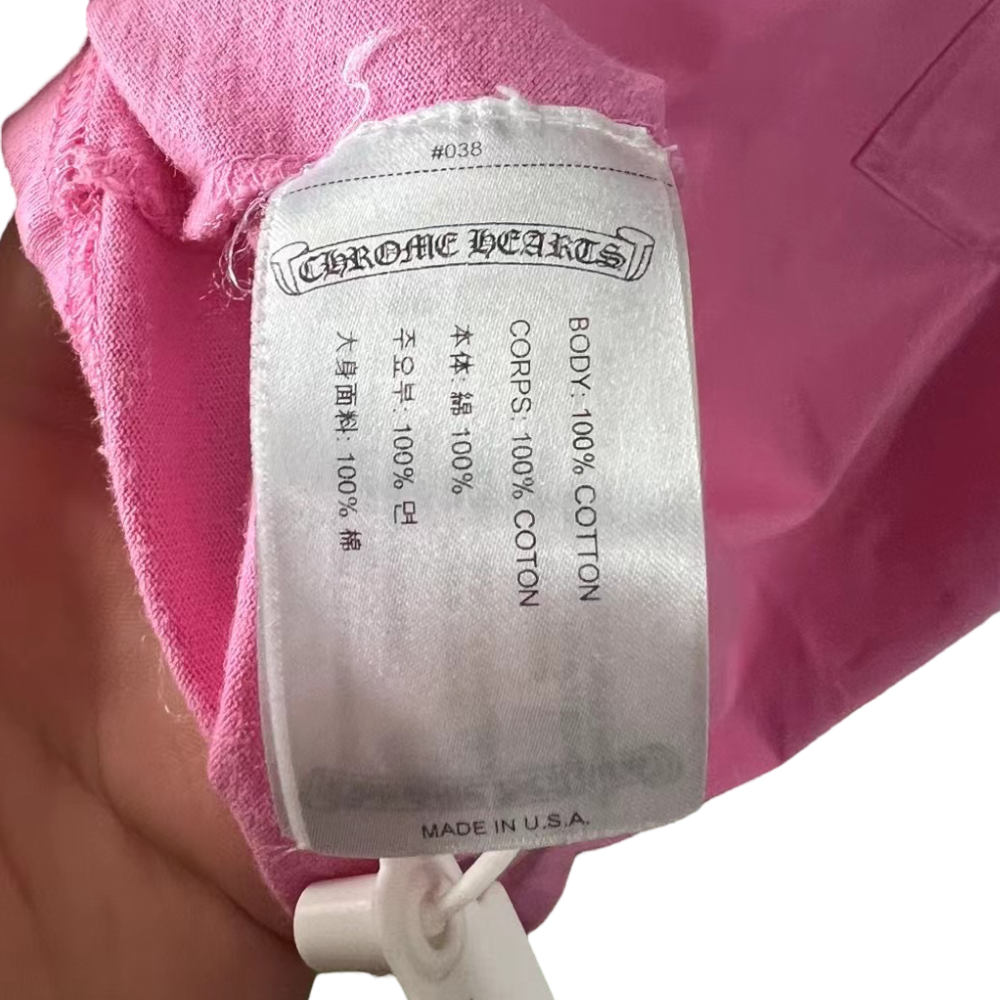 #038
CHROME HEARTS
BODY: 100% COTTON
CORPS: 100% COTON
本体: 綿 100%
주요부: 100% 면
大身面料: 100% 棉
MADE IN U.S.A.